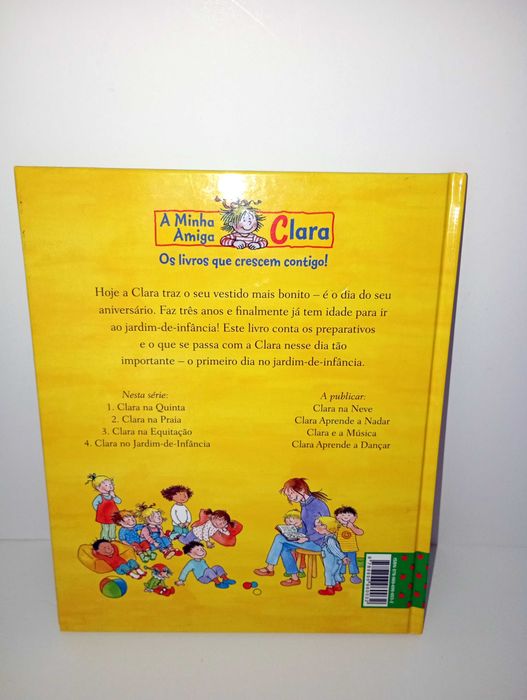 A Minha
Amiga
Clara
Os livros que crescem contigo!
Hoje a Clara traz o seu vestido mais bonito – é o dia do seu
aniversário. Faz três anos e finalmente já tem idade para ir
ao jardim-de-infância! Este livro conta os preparativos
e o que se passa com a Clara nesse dia tão
importante – o primeiro dia no jardim-de-infância.
Nesta série:
1. Clara na Quinta
2. Clara na Praia
3. Clara na Equitação
4. Clara no Jardim-de-Infância
A publicar:
Clara na Neve
Clara Aprende a Nadar
Clara e a Música
Clara Aprende a Dançar